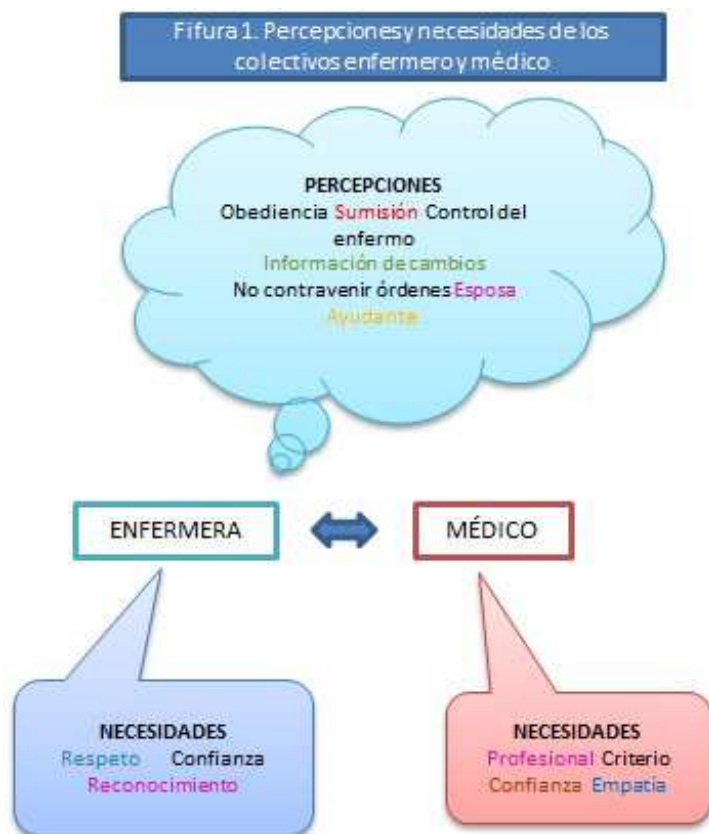 Fifura 1. Percepciones y necesidades de los
colectivos enfermero y médico
PERCEPCIONES
Obediencia Sumisión Control del
enfermo
Información de cambios
No contravenir órdenes Esposa
Ayudante
ENFERMERA
MÉDICO
NECESIDADES
Respeto Confianza
Reconocimiento
NECESIDADES
Profesional Criterio
Confianza Empatía